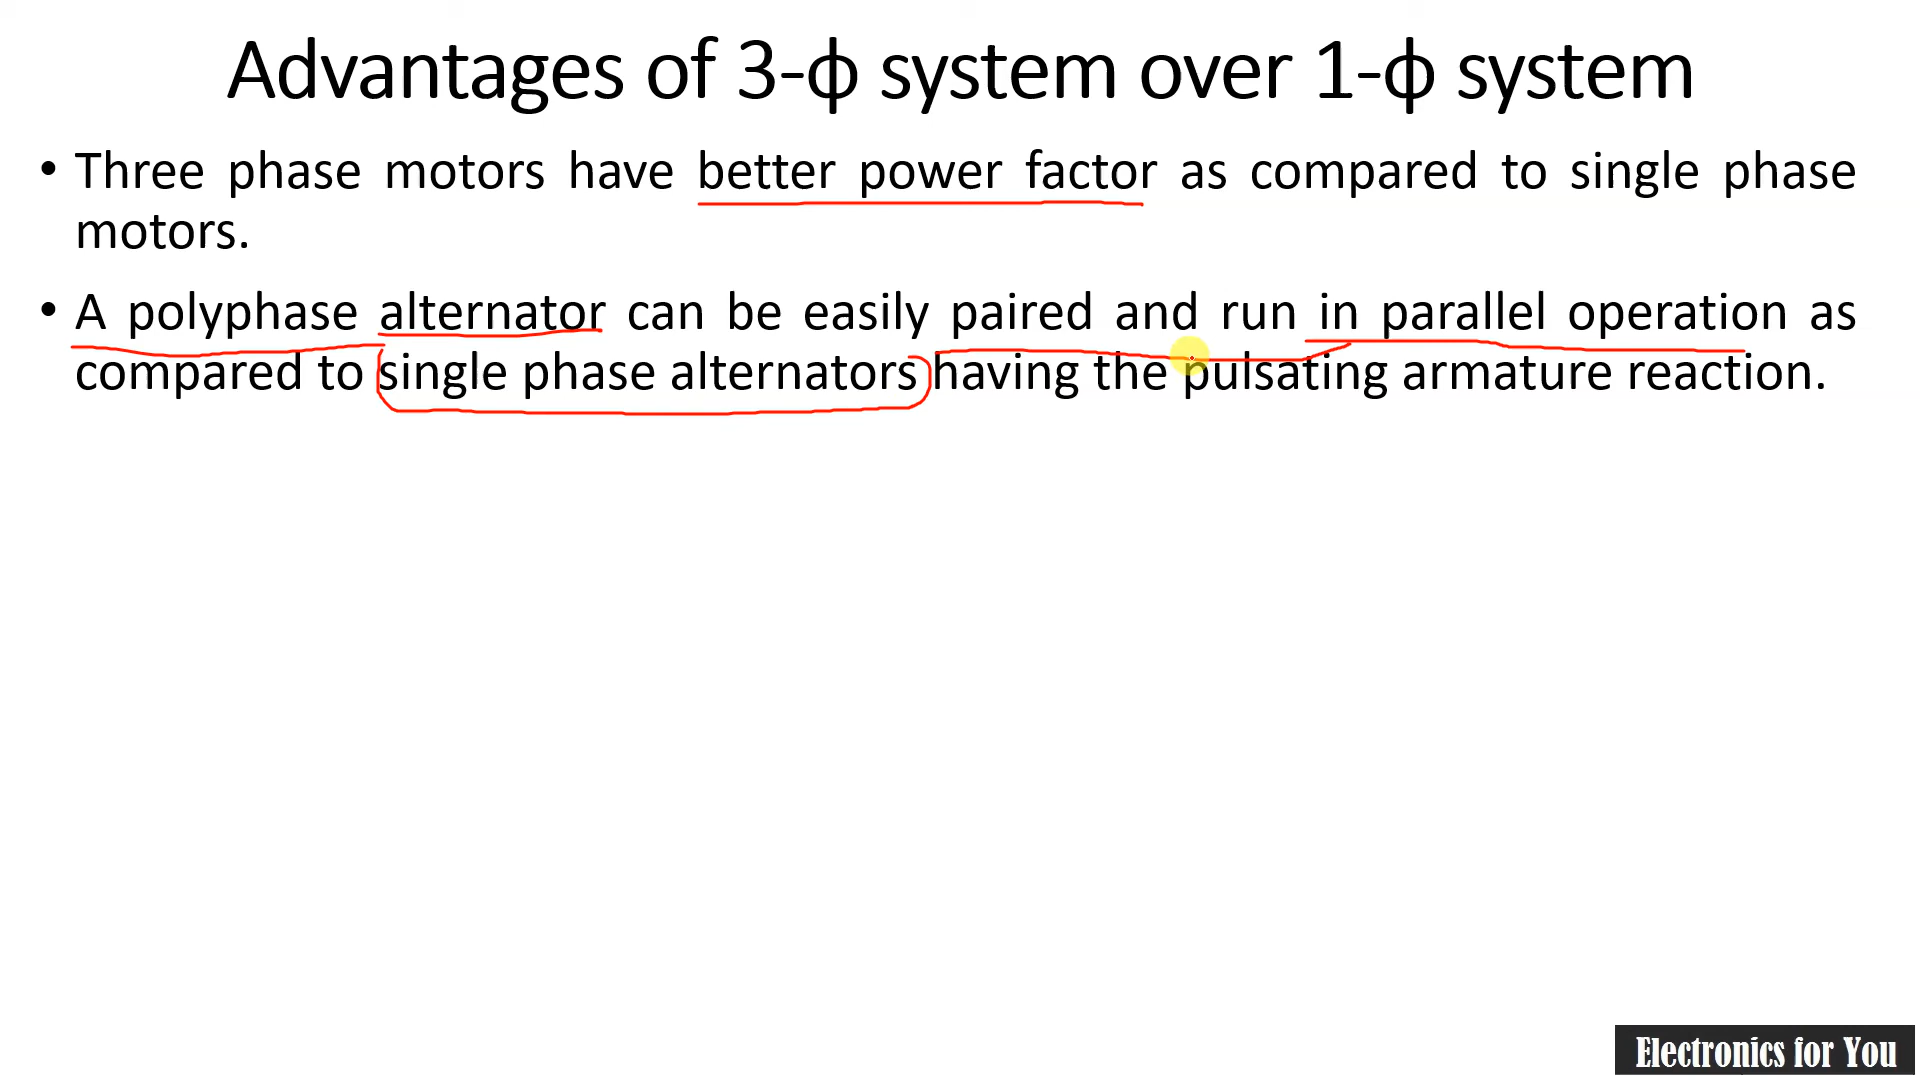 Advantages of 3-ф system over 1-ф system
• Three phase motors have better power factor as compared to single phase
motors.
• A polyphase alternator can be easily paired and run in parallel operation as
compared to single phase alternators having the pulsating armature reaction.
Electronics for You